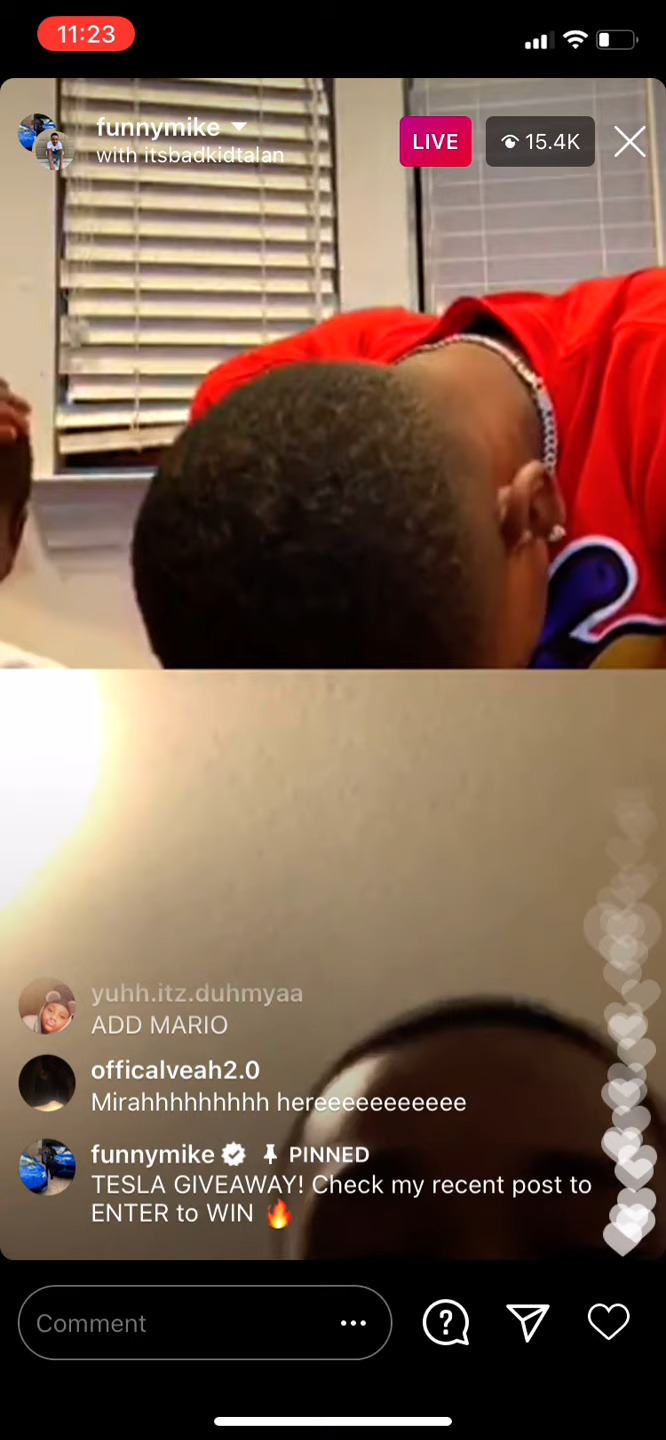 11:23
funnymike
with itsbadkidtalan
LIVE
15.4K
yuhh.itz.duhmyaa
ADD MARIO
officalveah2.0
Mirahhhhhhhhh hereeeeeeeeeee
funnymike PINNED
TESLA GIVEAWAY! Check my recent post to
ENTER to WIN 🔥
Comment